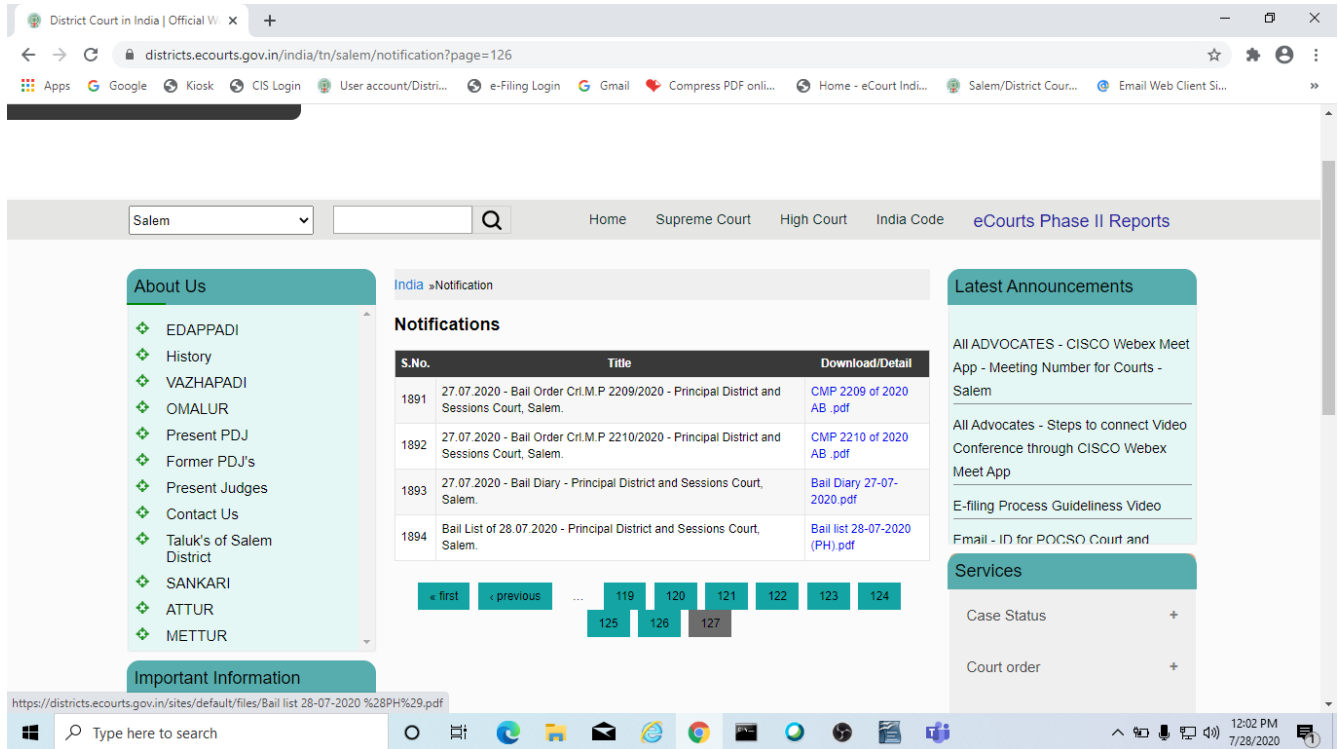 District Court in India | Official W
districts.ecourts.gov.in/india/tn/salem/notification?page=126
Apps Google Kiosk CIS Login User account/Distri... e-Filing Login Gmail Compress PDF onli... Home - eCourt Indi... Salem/District Cour... Email Web Client Si... »
Salem
Home Supreme Court High Court India Code eCourts Phase II Reports
About Us
EDAPPADI
History
VAZHAPADI
OMALUR
Present PDJ
Former PDJ's
Present Judges
Contact Us
Taluk's of Salem
District
SANKARI
ATTUR
METTUR
Important Information
India »Notification
Notifications
S.No. Title Download/Detail
1891 27.07.2020 - Bail Order Crl.M.P 2209/2020 - Principal District and CMP 2209 of 2020
Sessions Court, Salem. AB .pdf
1892 27.07.2020 - Bail Order Crl.M.P 2210/2020 - Principal District and CMP 2210 of 2020
Sessions Court, Salem. AB .pdf
1893 27.07.2020 - Bail Diary - Principal District and Sessions Court, Bail Diary 27-07-
Salem. 2020.pdf
1894 Bail List of 28.07.2020 - Principal District and Sessions Court, Bail list 28-07-2020
Salem. (PH).pdf
« first ‹ previous ... 119 120 121 122 123 124
125 126 127
Latest Announcements
All ADVOCATES - CISCO Webex Meet
App - Meeting Number for Courts -
Salem
All Advocates - Steps to connect Video
Conference through CISCO Webex
Meet App
E-filing Process Guideliness Video
Email - ID for POCSO Court and
Services
Case Status +
Court order +
https://districts.ecourts.gov.in/sites/default/files/Bail list 28-07-2020 %28PH%29.pdf
Type here to search
12:02 PM
7/28/2020